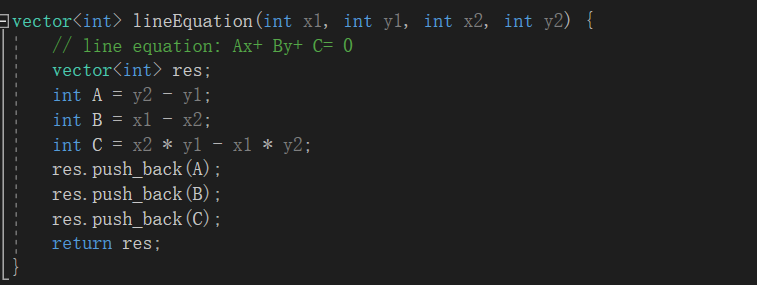 vector<int> lineEquation(int x1, int y1, int x2, int y2) {
// line equation: Ax+ By+ C= 0
vector<int> res;
int A = y2 - y1;
int B = x1 - x2;
int C = x2 * y1 - x1 * y2;
res.push_back(A);
res.push_back(B);
res.push_back(C);
return res;
}